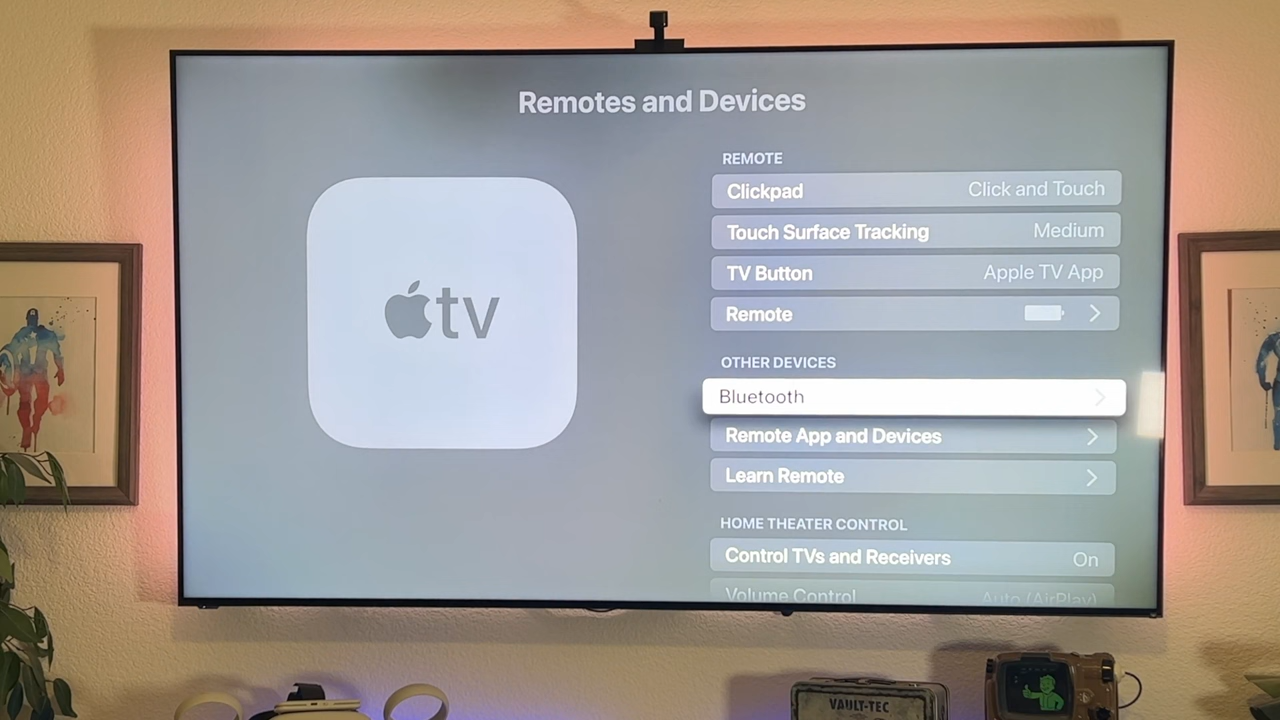 Remotes and Devices
tv
REMOTE
Clickpad Click and Touch
Touch Surface Tracking Medium
TV Button Apple TV App
Remote
OTHER DEVICES
Bluetooth
Remote App and Devices
Learn Remote
HOME THEATER CONTROL
Control TVs and Receivers On
Volume Control Auto (AirPlay)
VAULT-TEC